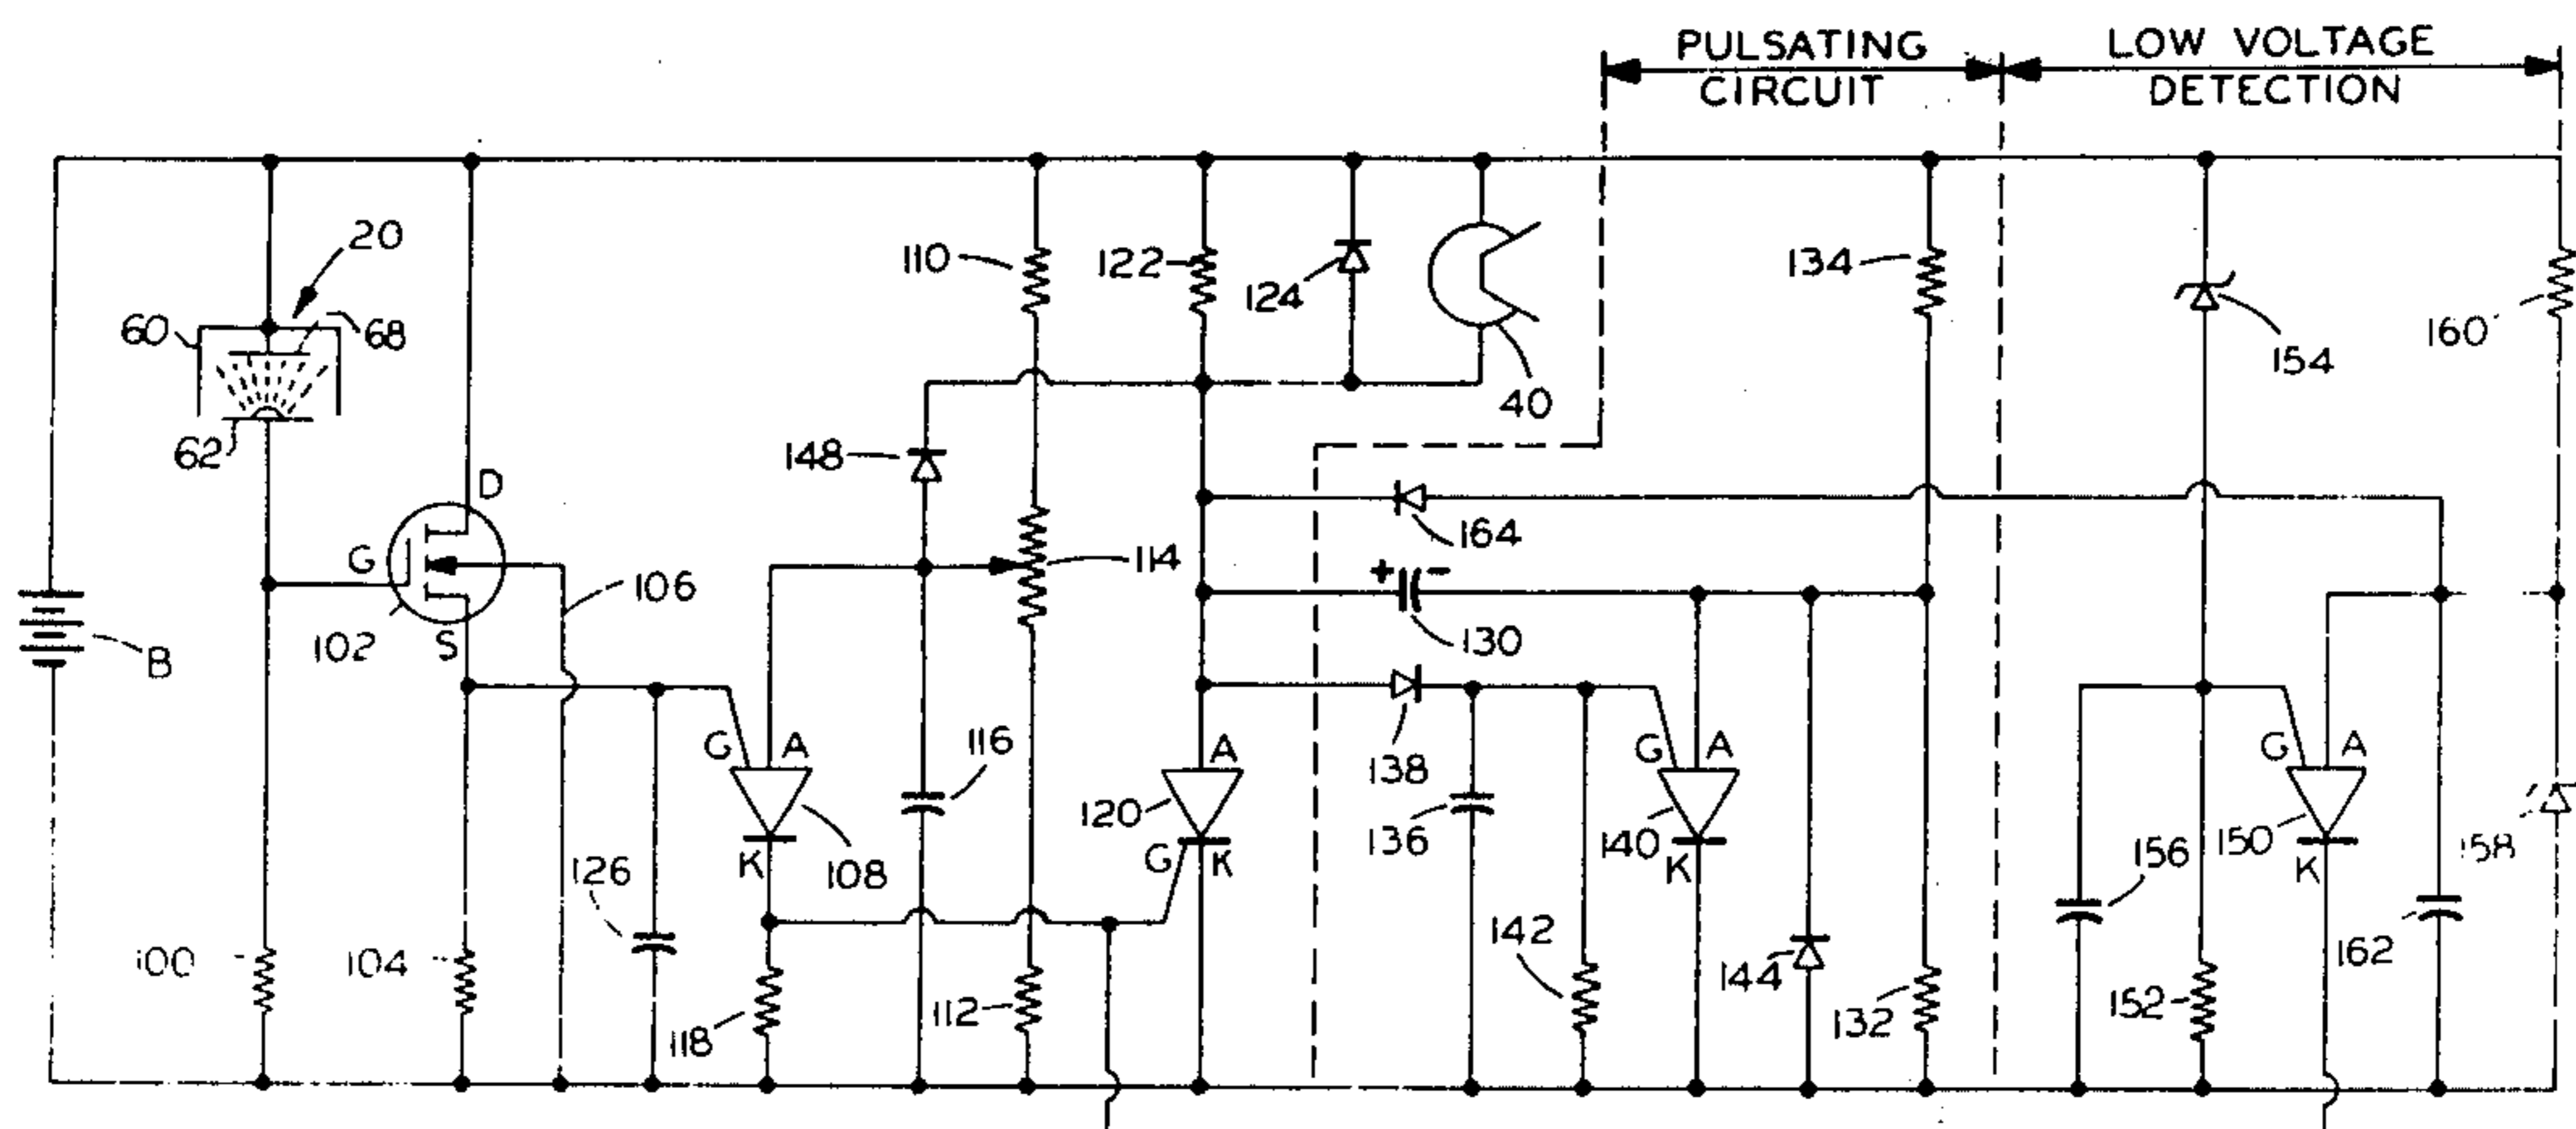 PULSATING
CIRCUIT
LOW VOLTAGE
DETECTION
20
60
68
62
110
122
124
40
134
154
160
148
164
114
D
G
102
S
106
B
130
G
A
116
138
A
120
G
K
136
G
A
140
K
G
A
150
K
158
K
108
126
156
162
100
104
118
112
142
144
132
152
+
-